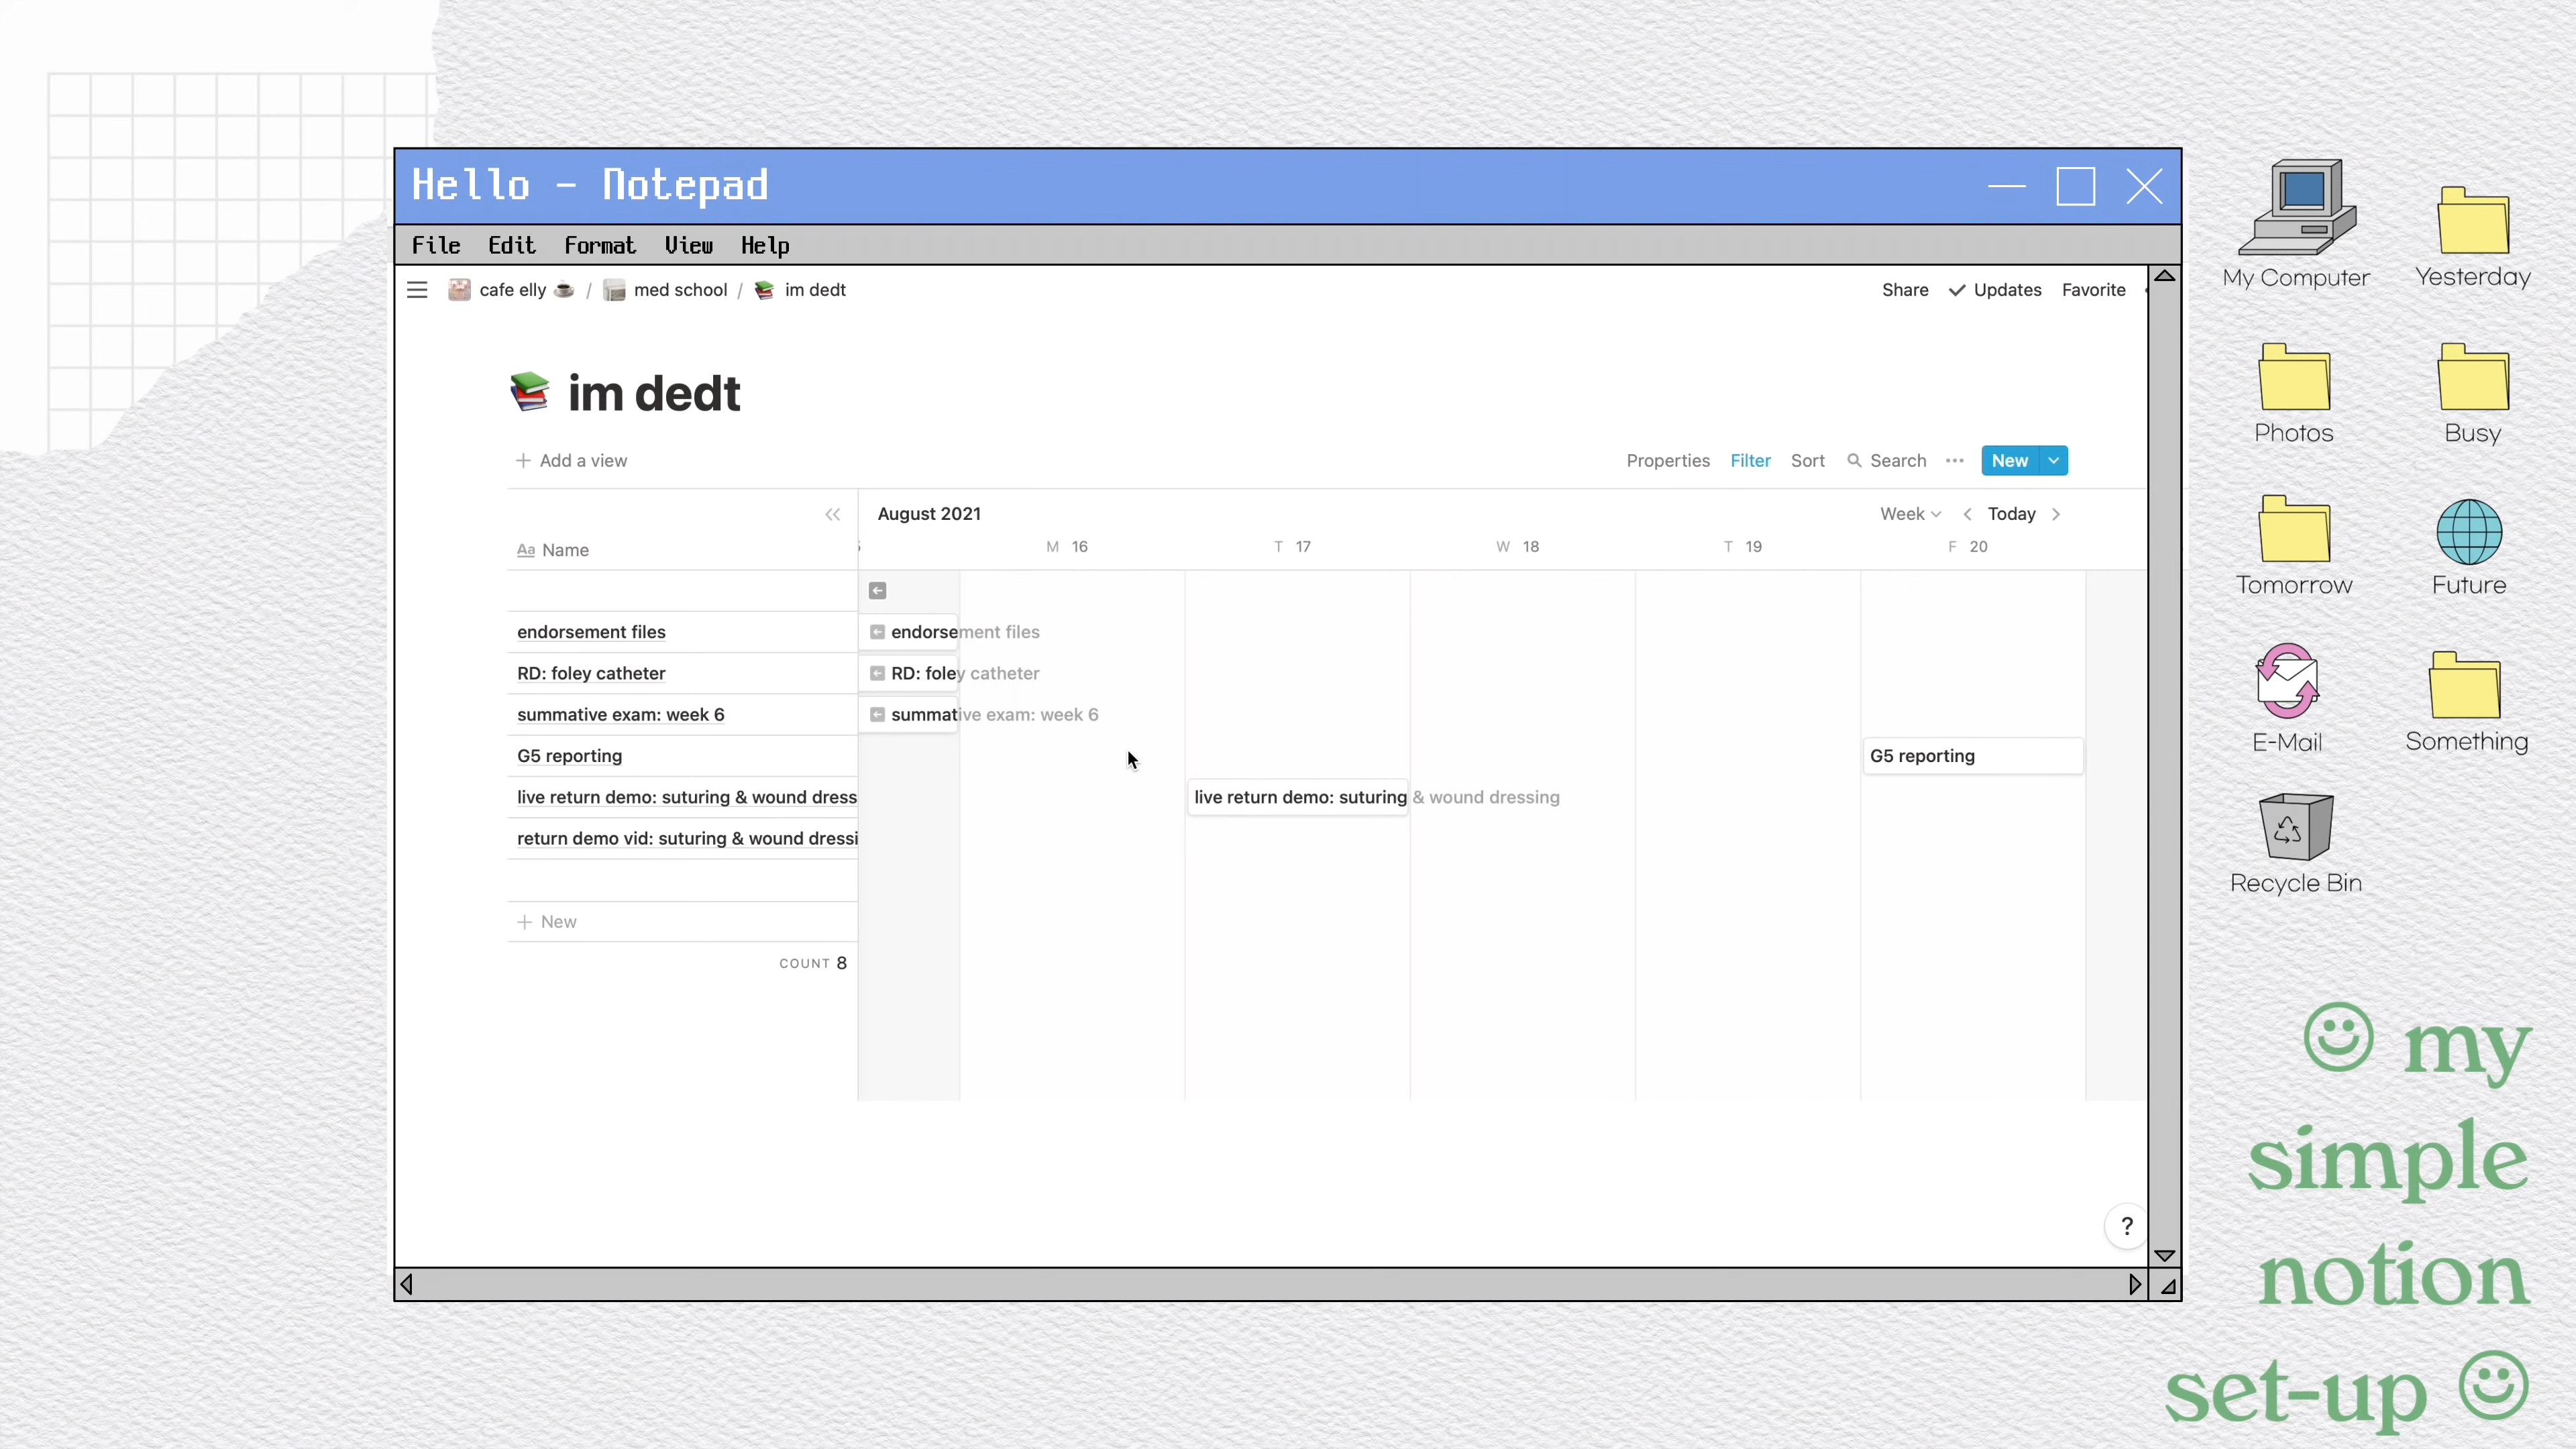 Hello - Notepad
File Edit Format View Help
cafe elly / med school / im dedt
Share Updates Favorite
im dedt
Add a view
Properties Filter Sort Search New
August 2021
Week Today
Aa Name
M 16 T 17 W 18 T 19 F 20
endorsement files
endorsement files
RD: foley catheter
RD: foley catheter
summative exam: week 6
summative exam: week 6
G5 reporting
G5 reporting
live return demo: suturing & wound dress
live return demo: suturing & wound dressing
return demo vid: suturing & wound dressi
+ New
COUNT 8
?
My Computer
Yesterday
Photos
Busy
Tomorrow
Future
E-Mail
Something
Recycle Bin
my
simple
notion
set-up